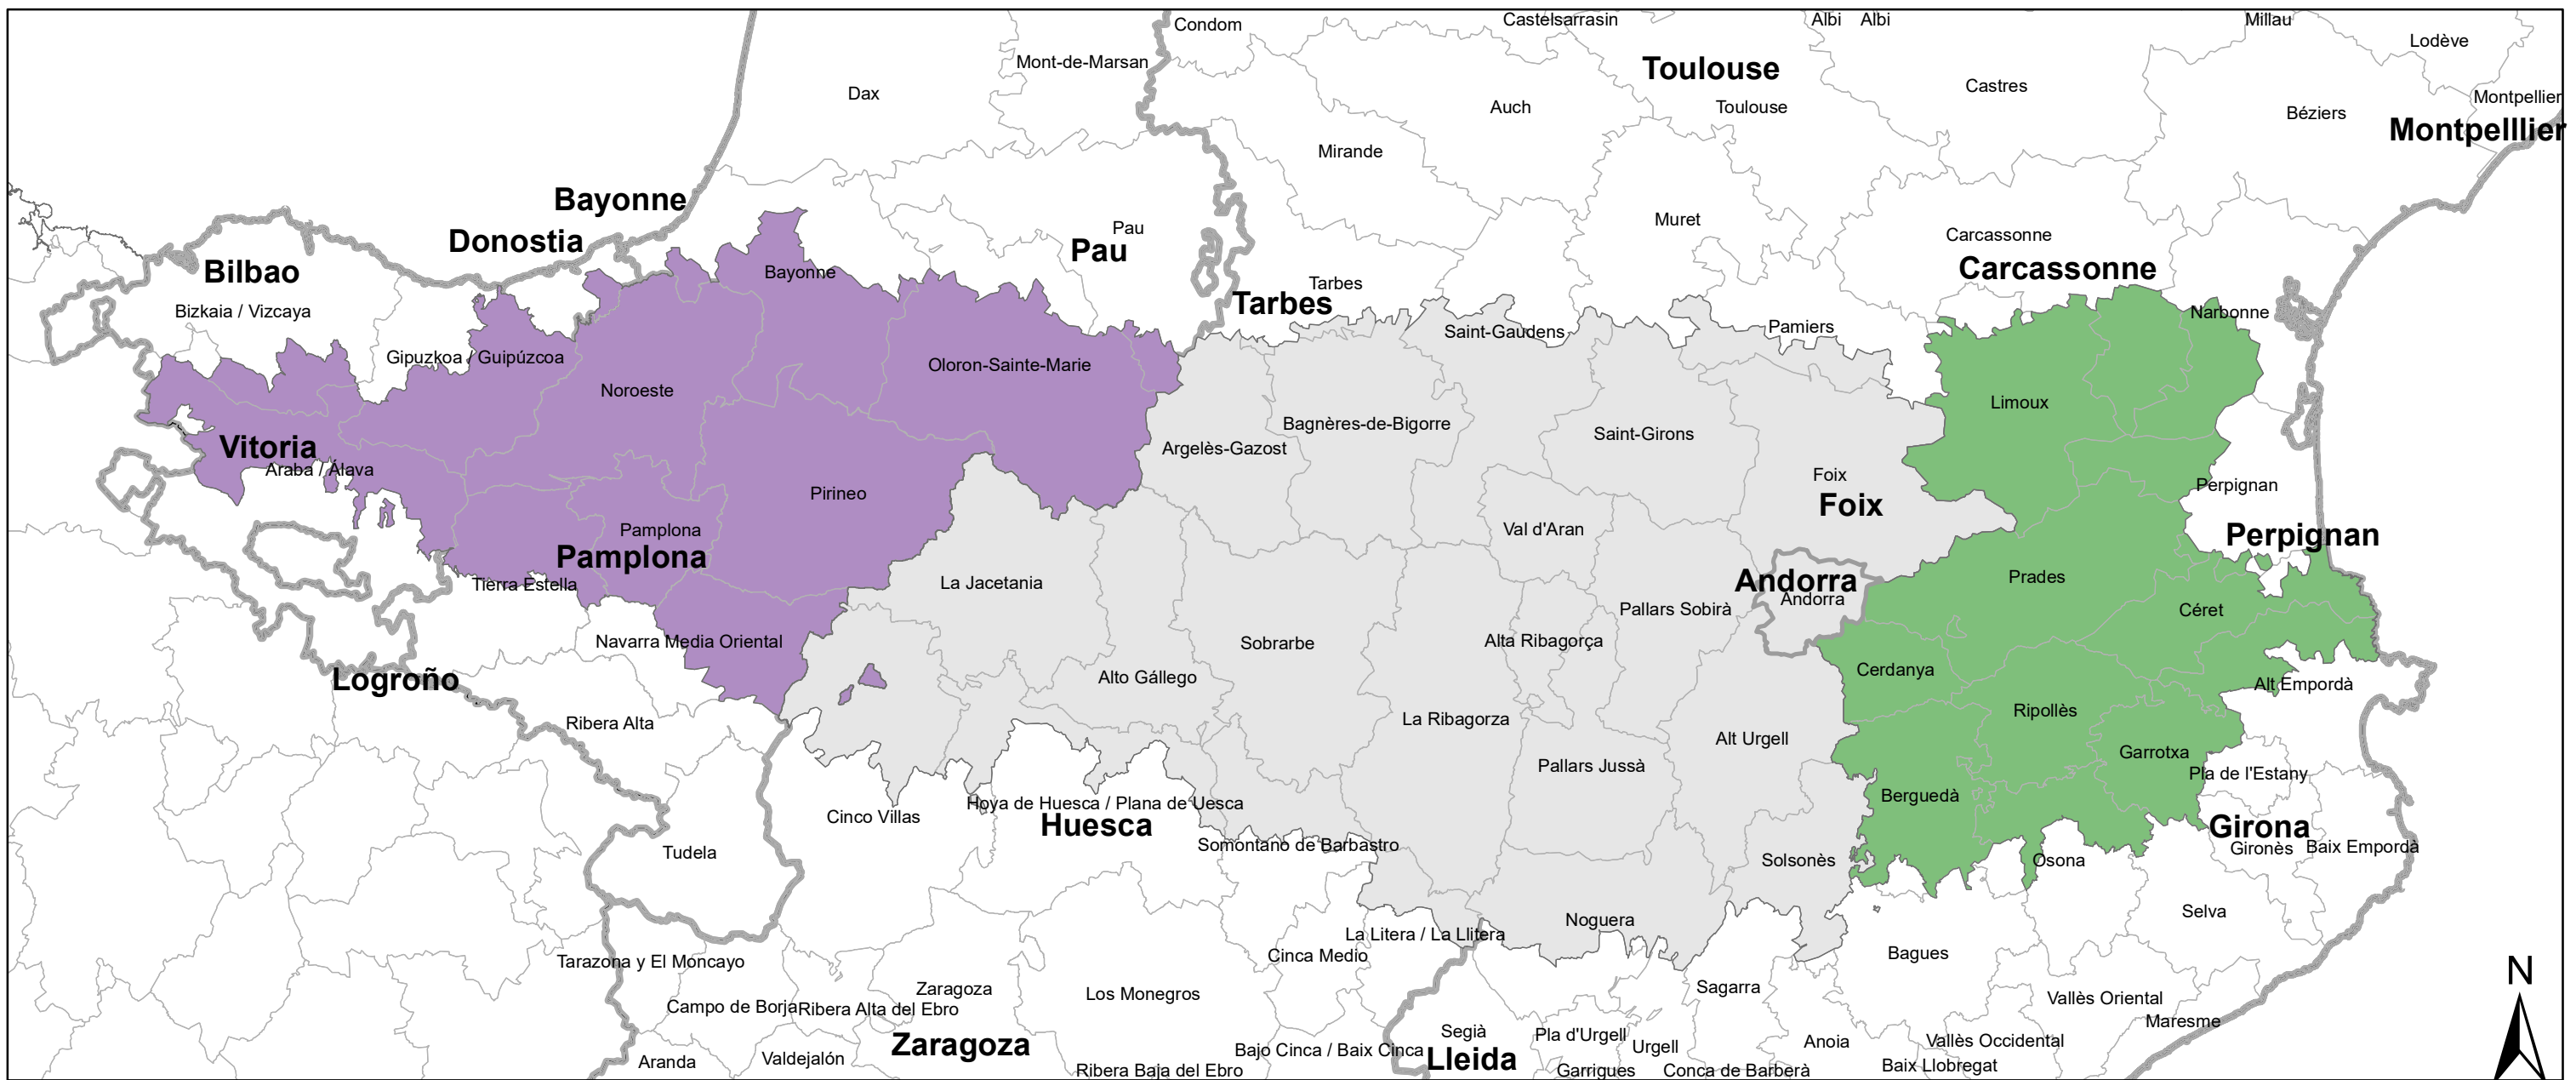 Condom
Castelsarrasin
Albi
Albi
Millau
Lodève
Mont-de-Marsan
Toulouse
Dax
Castres
Montpellier
Auch
Toulouse
Béziers
Montpelllier
Mirande
Bayonne
Muret
Pau
Carcassonne
Donostia
Pau
Bilbao
Bayonne
Carcassonne
Tarbes
Tarbes
Bizkaia / Vizcaya
Narbonne
Saint-Gaudens
Pamiers
Gipuzkoa / Guipúzcoa
Oloron-Sainte-Marie
Noroeste
Limoux
Bagnères-de-Bigorre
Saint-Girons
Vitoria
Argelès-Gazost
Araba / Álava
Foix
Perpignan
Pirineo
Foix
Pamplona
Val d'Aran
Perpignan
Pamplona
Prades
Andorra
La Jacetania
Tierra Estella
Andorra
Pallars Sobirà
Céret
Navarra Media Oriental
Sobrarbe
Alta Ribagorça
Cerdanya
Logroño
Alto Gállego
Alt Empordà
Ripollès
Ribera Alta
La Ribagorza
Alt Urgell
Garrotxa
Pallars Jussà
Pla de l'Estany
Berguedà
Hoya de Huesca / Plana de Uesca
Cinco Villas
Huesca
Girona
Somontano de Barbastro
Gironès
Baix Empordà
Tudela
Solsonès
Osona
Selva
Noguera
La Litera / La Llitera
Bagues
Cinca Medio
Tarazona y El Moncayo
N
Zaragoza
Los Monegros
Sagarra
Vallès Oriental
Campo de Borja
Ribera Alta del Ebro
Maresme
Segià
Pla d'Urgell
Zaragoza
Urgell
Anoia
Vallès Occidental
Bajo Cinca / Baix Cinca
Lleida
Valdejalón
Aranda
Baix Llobregat
Ribera Baja del Ebro
Garrigues
Conca de Barberà